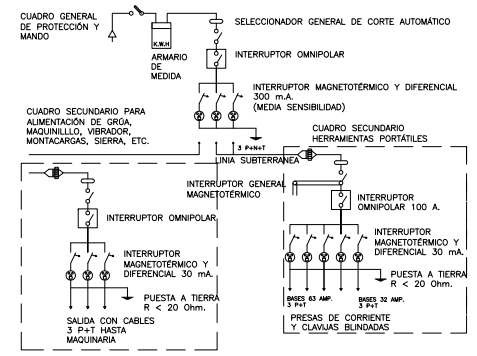 CUADRO GENERAL
DE PROTECCIÓN Y
MANDO
K.W.H
ARMARIO
DE
MEDIDA
SELECCIONADOR GENERAL DE CORTE AUTOMÁTICO
INTERRUPTOR OMNIPOLAR
INTERRUPTOR MAGNETOTÉRMICO Y DIFERENCIAL
300 m.A.
(MEDIA SENSIBILIDAD)
CUADRO SECUNDARIO PARA
ALIMENTACIÓN DE GRÚA,
MAQUINILLLO, VIBRADOR,
MONTACARGAS, SIERRA, ETC.
3 P+N+T
LINIA SUBTERRANEA
CUADRO SECUNDARIO
HERRAMIENTAS PORTÁTILES
INTERRUPTOR GENERAL
MAGNETOTÉRMICO
INTERRUPTOR OMNIPOLAR
INTERRUPTOR
MAGNETOTÉRMICO Y
DIFERENCIAL 30 mA.
PUESTA A TIERRA
R < 20 Ohm.
SALIDA CON CABLES
3 P+T HASTA
MAQUINARIA
INTERRUPTOR
OMNIPOLAR 100 A.
INTERRUPTOR
MAGNETOTÉRMICO Y
DIFERENCIAL 30 mA.
PUESTA A TIERRA
R < 20 Ohm.
BASES 63 AMP.
3 P+T
BASES 32 AMP.
3 P+T
PRESAS DE CORRIENTE
Y CLAVIJAS BLINDADAS